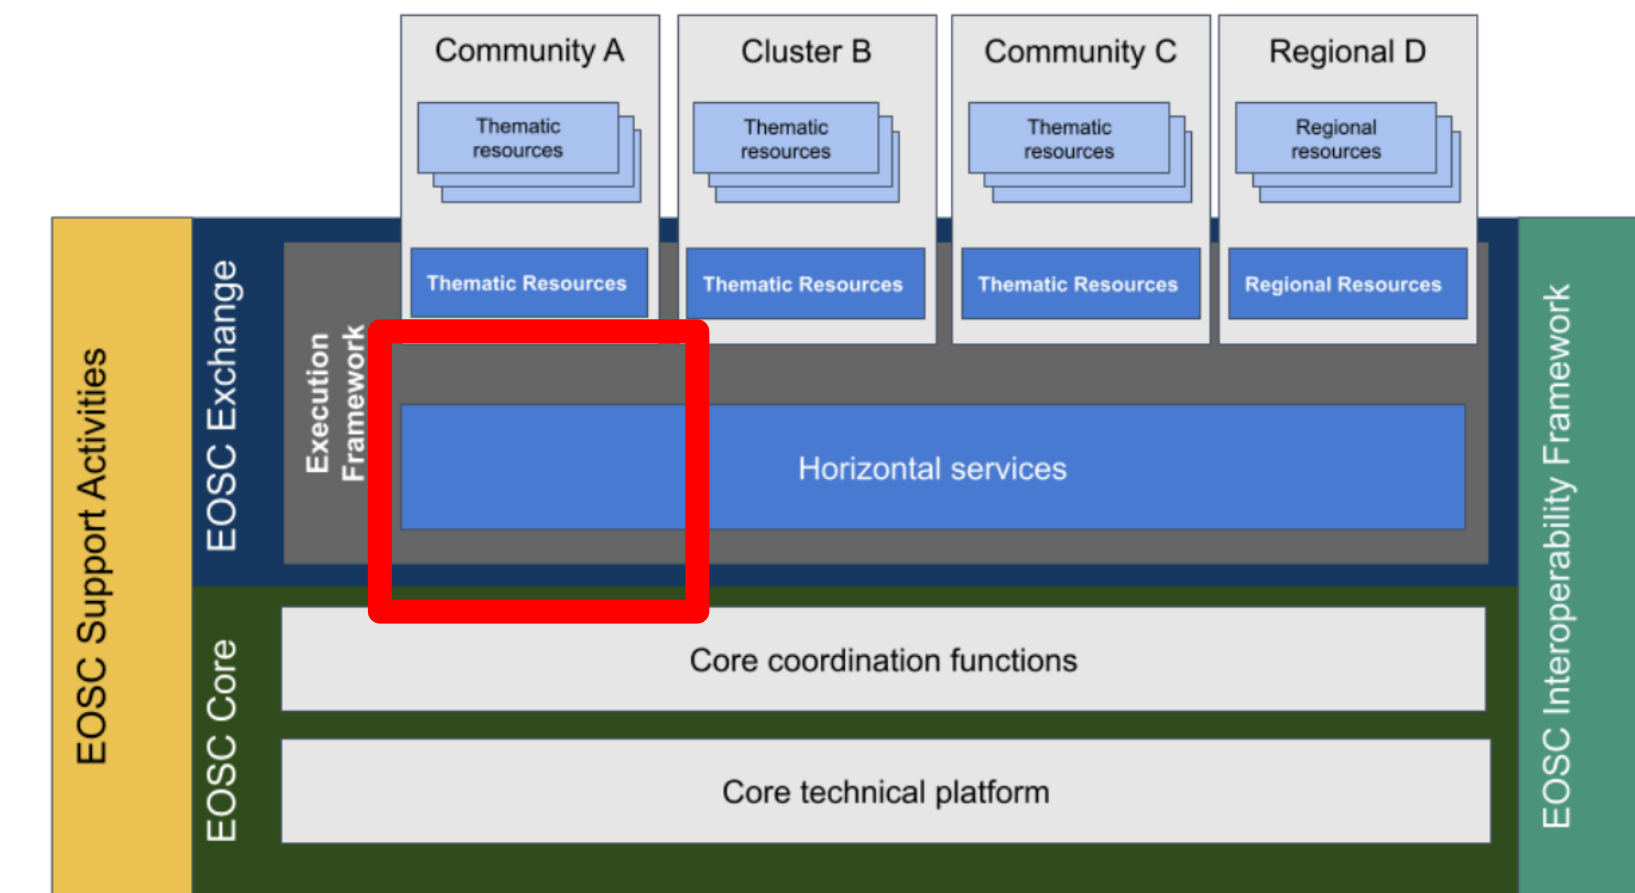 Community A
Cluster B
Community C
Regional D
Thematic
resources
Thematic
resources
Thematic
resources
Regional
resources
Thematic Resources
Thematic Resources
Thematic Resources
Regional Resources
EOSC Support Activities
EOSC Exchange
Execution
Framework
Horizontal services
EOSC Interoperability Framework
EOSC Core
Core coordination functions
Core technical platform